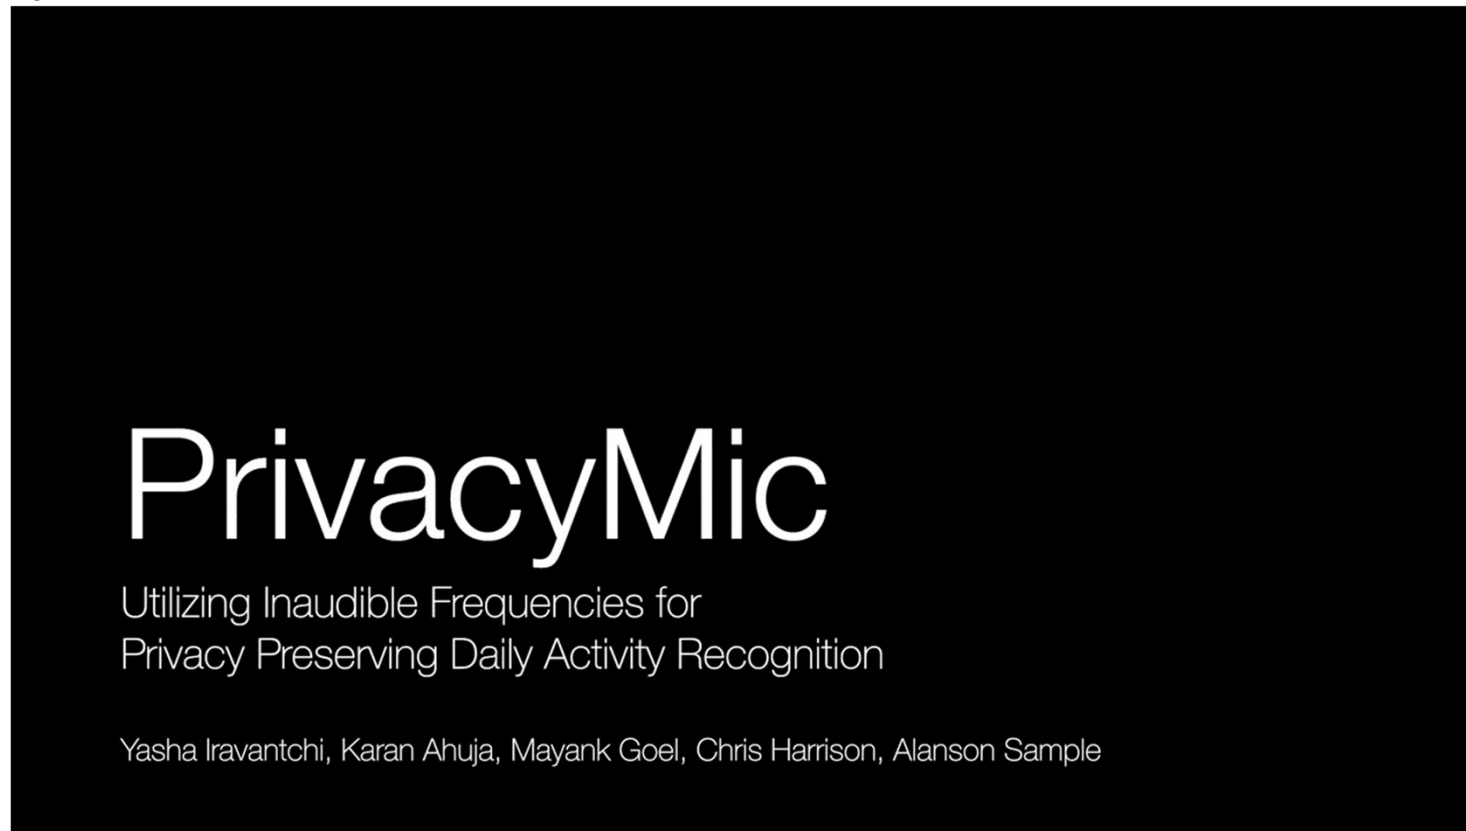 PrivacyMic
Utilizing Inaudible Frequencies for
Privacy Preserving Daily Activity Recognition
Yasha Iravantchi, Karan Ahuja, Mayank Goel, Chris Harrison, Alanson Sample